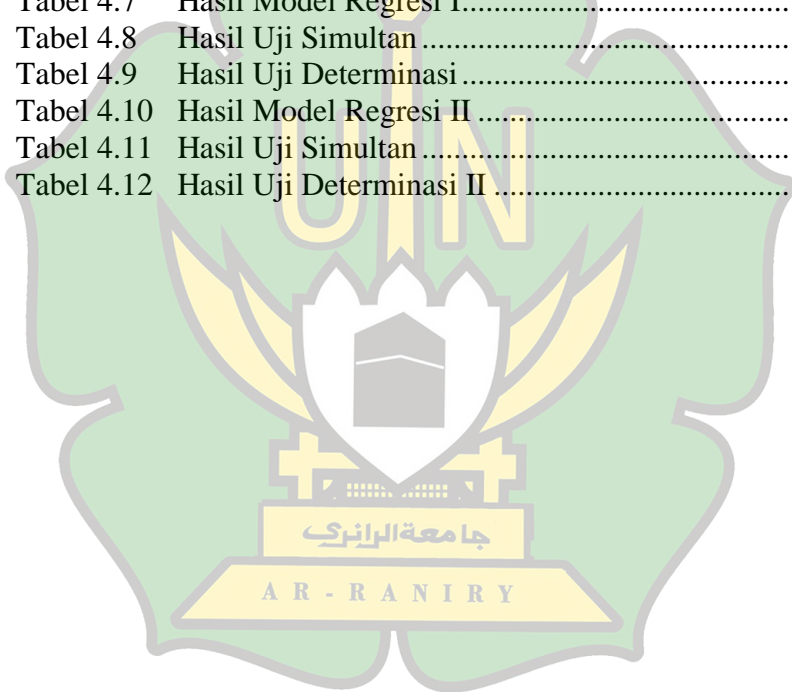 Tabel 4.7 Hasil Model Regresi I..........................................
Tabel 4.8 Hasil Uji Simultan ...............................................
Tabel 4.9 Hasil Uji Determinasi ..........................................
Tabel 4.10 Hasil Model Regresi II ........................................
Tabel 4.11 Hasil Uji Simultan ...............................................
Tabel 4.12 Hasil Uji Determinasi II ......................................
UIN
جامعةالرانري
AR-RANIRY